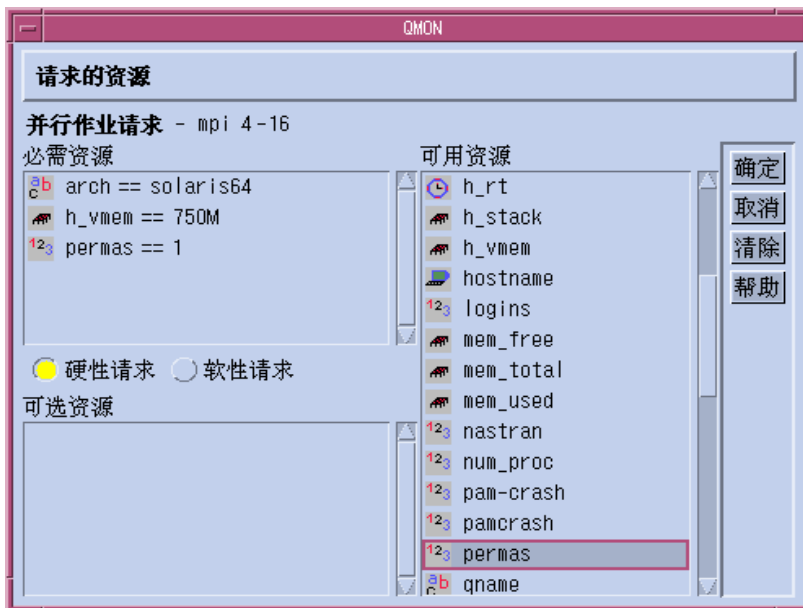 QMON
请求的资源
并行作业请求 - mpi 4-16
必需资源
arch == solaris64
h_vmem == 750M
permas == 1
硬性请求 软性请求
可选资源
可用资源
h_rt
h_stack
h_vmem
hostname
logins
mem_free
mem_total
mem_used
nastran
num_proc
pam-crash
pamcrash
permas
qname
确定
取消
清除
帮助